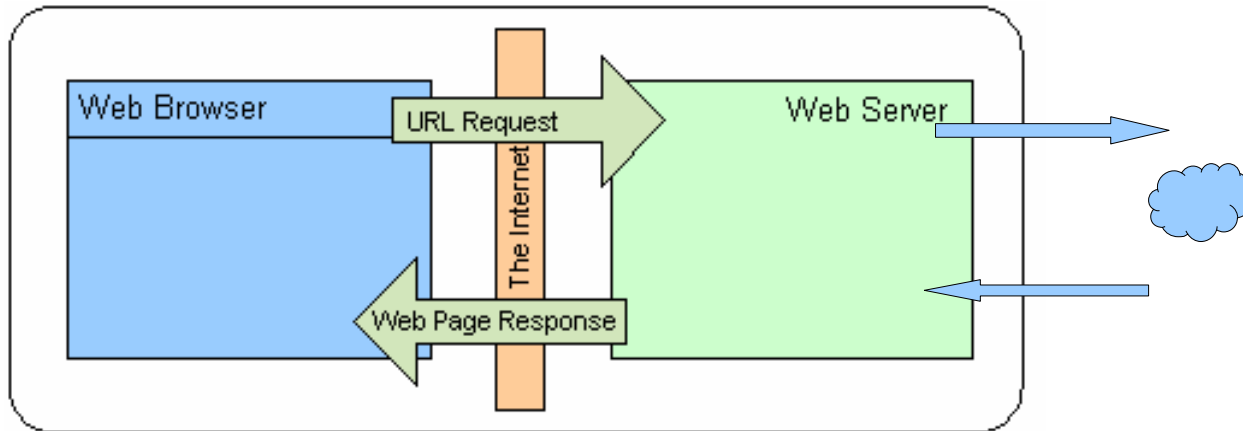 Web Browser
URL Request
Web Server
The Internet
Web Page Response